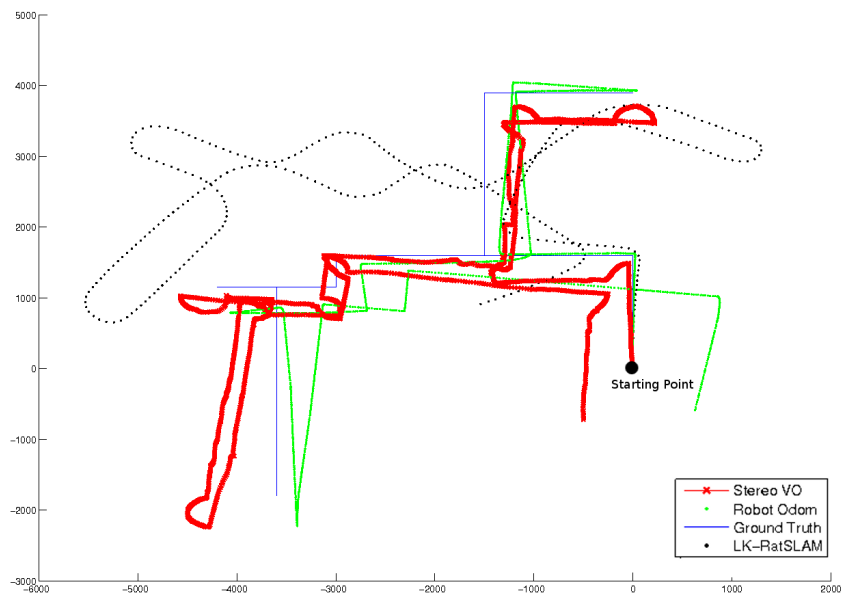 5000
4000
3000
2000
1000
0
Starting Point
-1000
-2000
Stereo VO
Robot Odom
Ground Truth
LK-RatSLAM
-3000
-6000 -5000 -4000 -3000 -2000 -1000 0 1000 2000